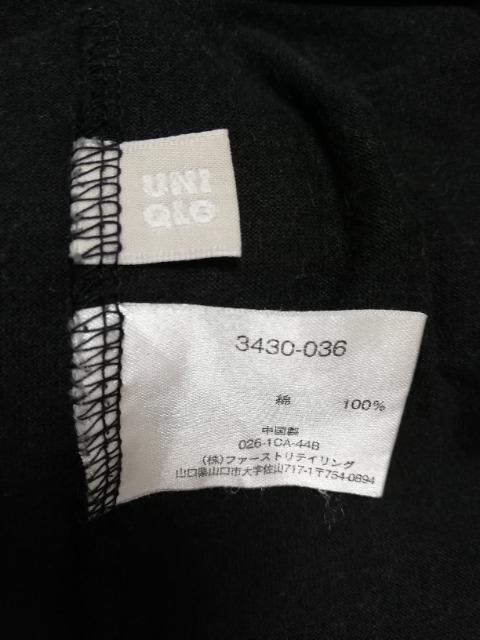 UNI
QLO
3430-036
綿 100%
中国製
026-1CA-44B
(株)ファーストリテイリング
山口県山口市大字佐山717-1〒754-0894